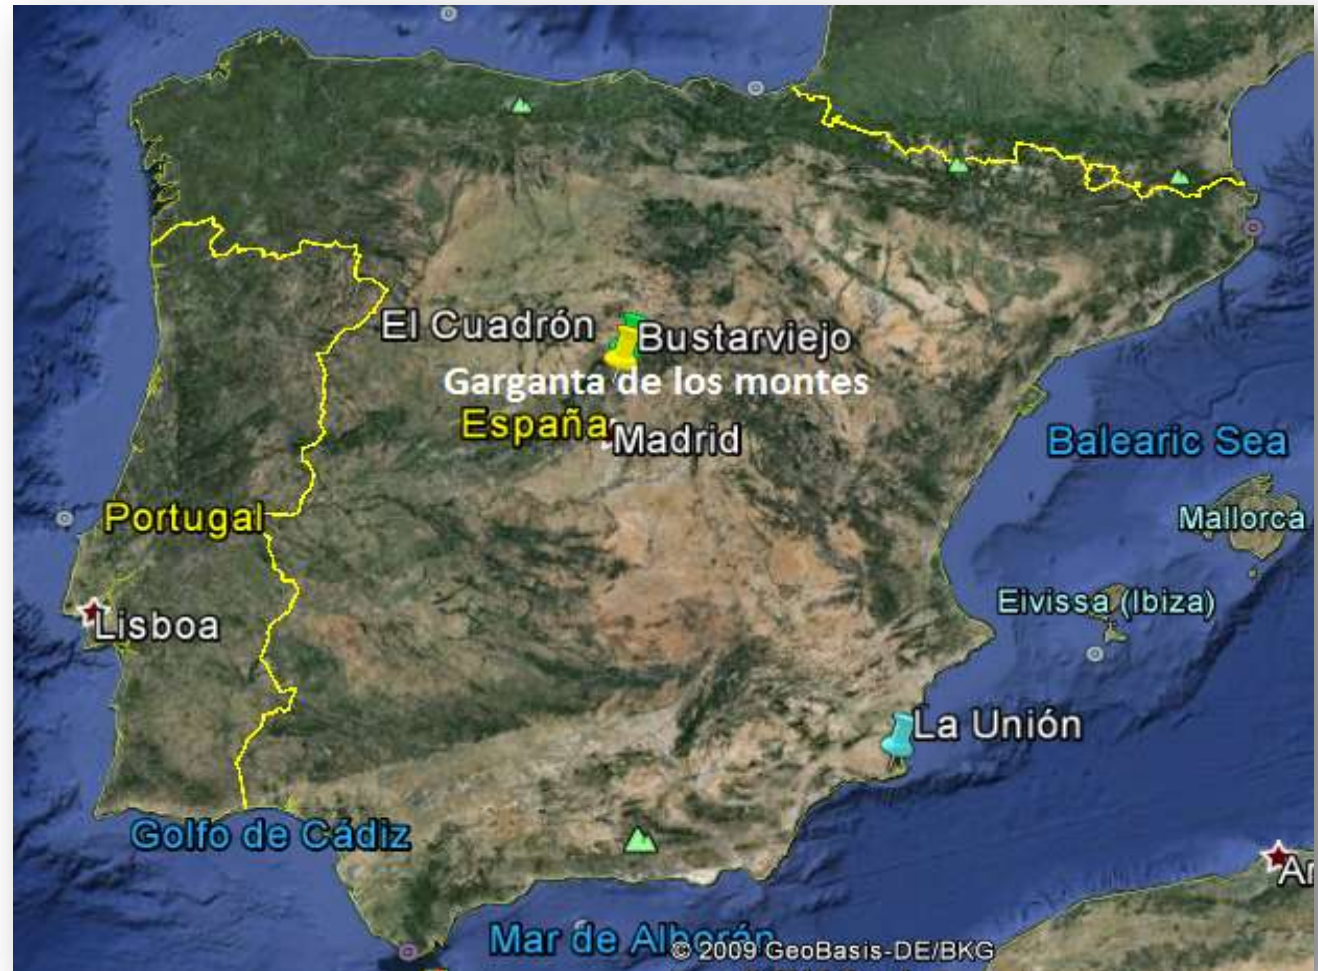 El Cuadrón
Bustarviejo
Garganta de los montes
España
Madrid
Balearic Sea
Portugal
Mallorca
Eivissa (Ibiza)
Lisboa
La Unión
Golfo de Cádiz
Ar
Mar de Alborán
© 2009 GeoBasis-DE/BKG